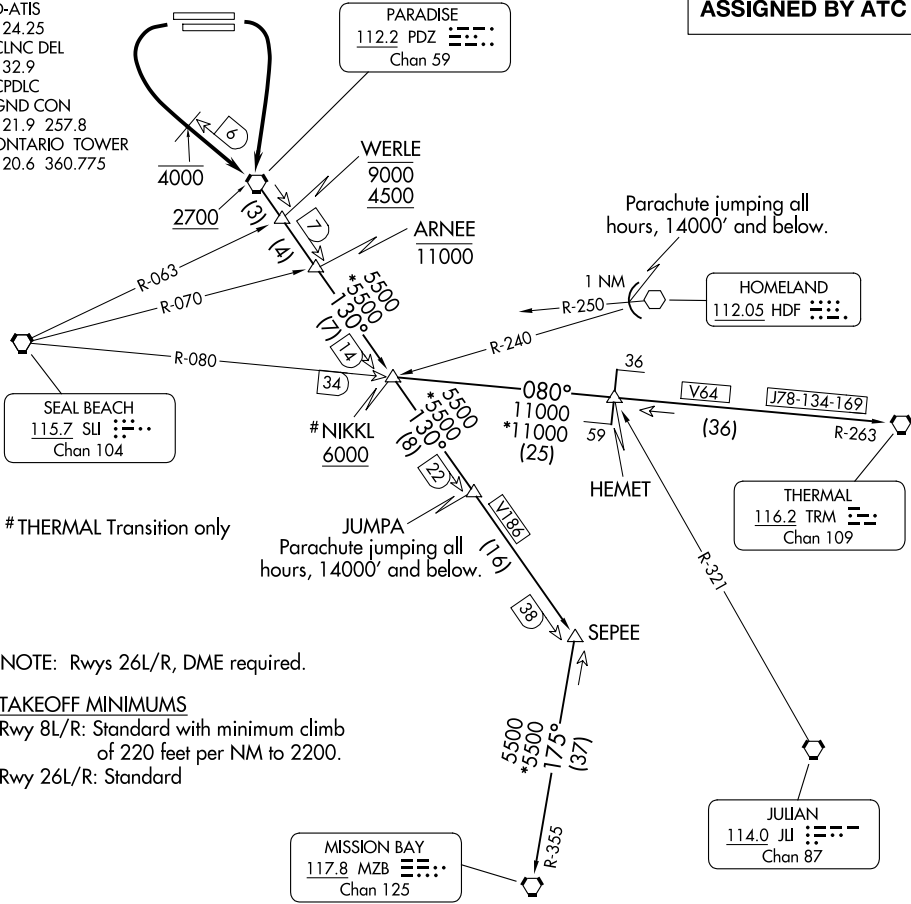 D-ATIS
24.25
CLNC DEL
32.9
CPDLC
GND CON
21.9 257.8
ONTARIO TOWER
20.6 360.775
ASSIGNED BY ATC
PARADISE
112.2 PDZ
Chan 59
6
4000
2700
(3)
7
(4)
WERLE
9000
4500
ARNEE
11000
R-063
R-070
R-080
34
SEAL BEACH
115.7 SLI
Chan 104
5500
*5500
130°
(7)
14
Parachute jumping all
hours, 14000' and below.
1 NM
R-250
R-240
HOMELAND
112.05 HDF
# NIKKL
6000
5500
*5500
130°
(8)
22
080°
11000
*11000
(25)
36
59
HEMET
V64
J78-134-169
(36)
R-263
THERMAL
116.2 TRM
Chan 109
# THERMAL Transition only
JUMPA
Parachute jumping all
hours, 14000' and below.
V186
(16)
38
SEPEE
R-321
NOTE: Rwys 26L/R, DME required.
TAKEOFF MINIMUMS
Rwy 8L/R: Standard with minimum climb
of 220 feet per NM to 2200.
Rwy 26L/R: Standard
5500
*5500
175°
(37)
R-355
MISSION BAY
117.8 MZB
Chan 125
JULIAN
114.0 JLI
Chan 87